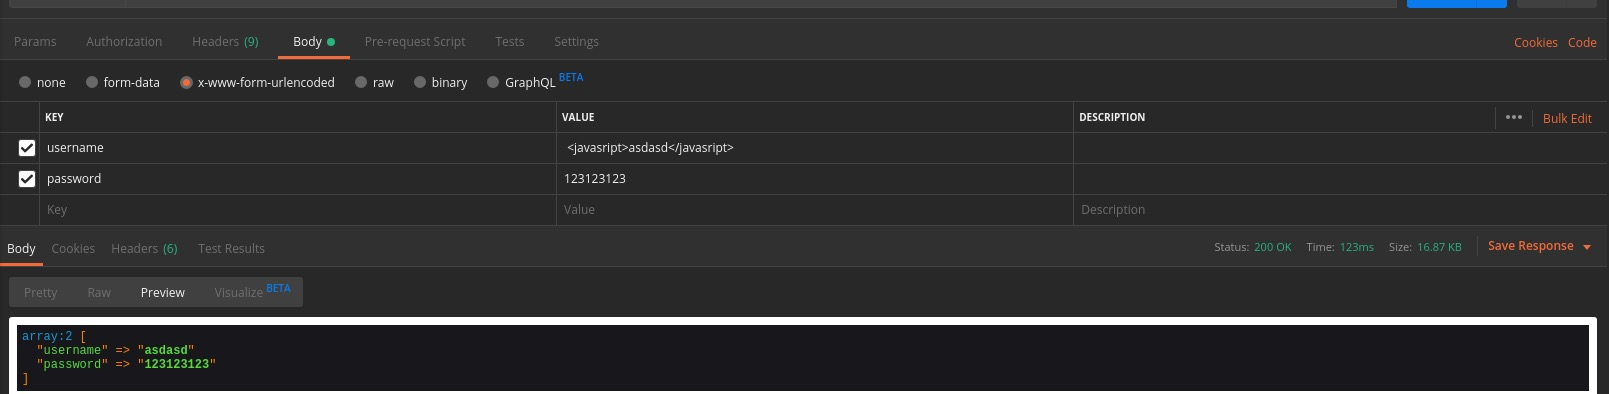 Params Authorization Headers (9) Body Pre-request Script Tests Settings Cookies Code
none form-data x-www-form-urlencoded raw binary GraphQL BETA
KEY VALUE DESCRIPTION ••• Bulk Edit
username <javasript>asdasd</javasript>
password 123123123
Key Value Description
Body Cookies Headers (6) Test Results Status: 200 OK Time: 123ms Size: 16.87 KB Save Response
Pretty Raw Preview Visualize BETA
array:2 [
"username" => "asdasd"
"password" => "123123123"
]